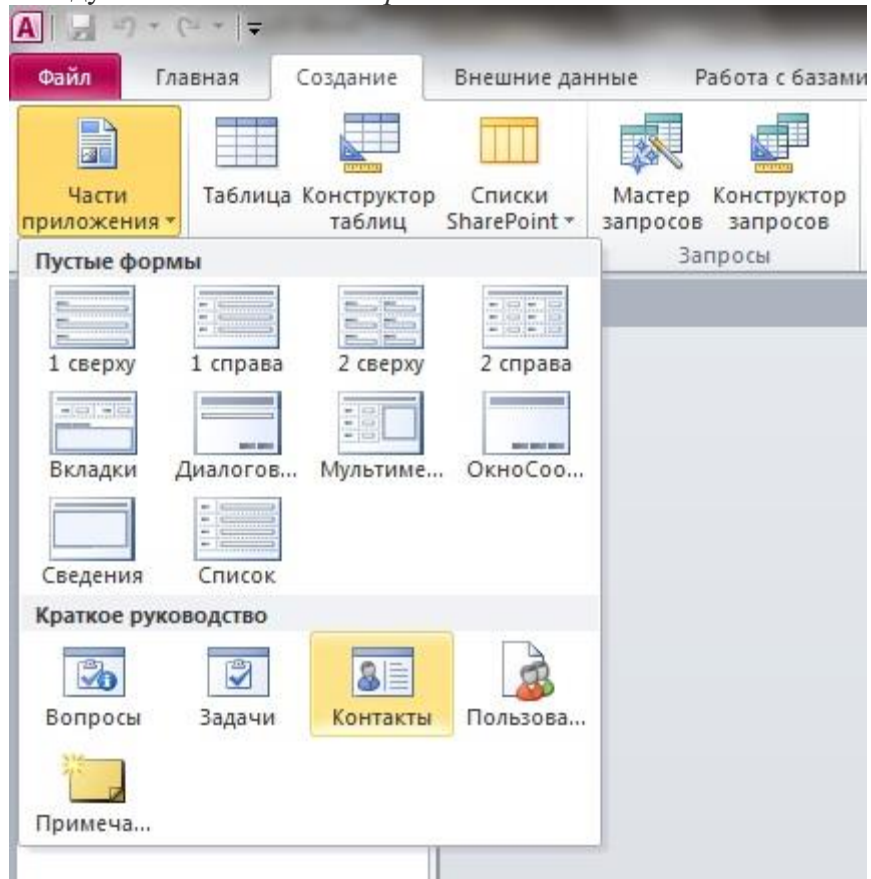 A
Файл Главная Создание Внешние данные Работа с базами
Части приложения
Таблица
Конструктор таблиц
Списки SharePoint
Мастер запросов
Конструктор запросов
Запросы
Пустые формы
1 сверху 1 справа 2 сверху 2 справа
Вкладки Диалогов... Мультиме... ОкноСоо...
Сведения Список
Краткое руководство
Вопросы Задачи Контакты Пользова...
Примеча...